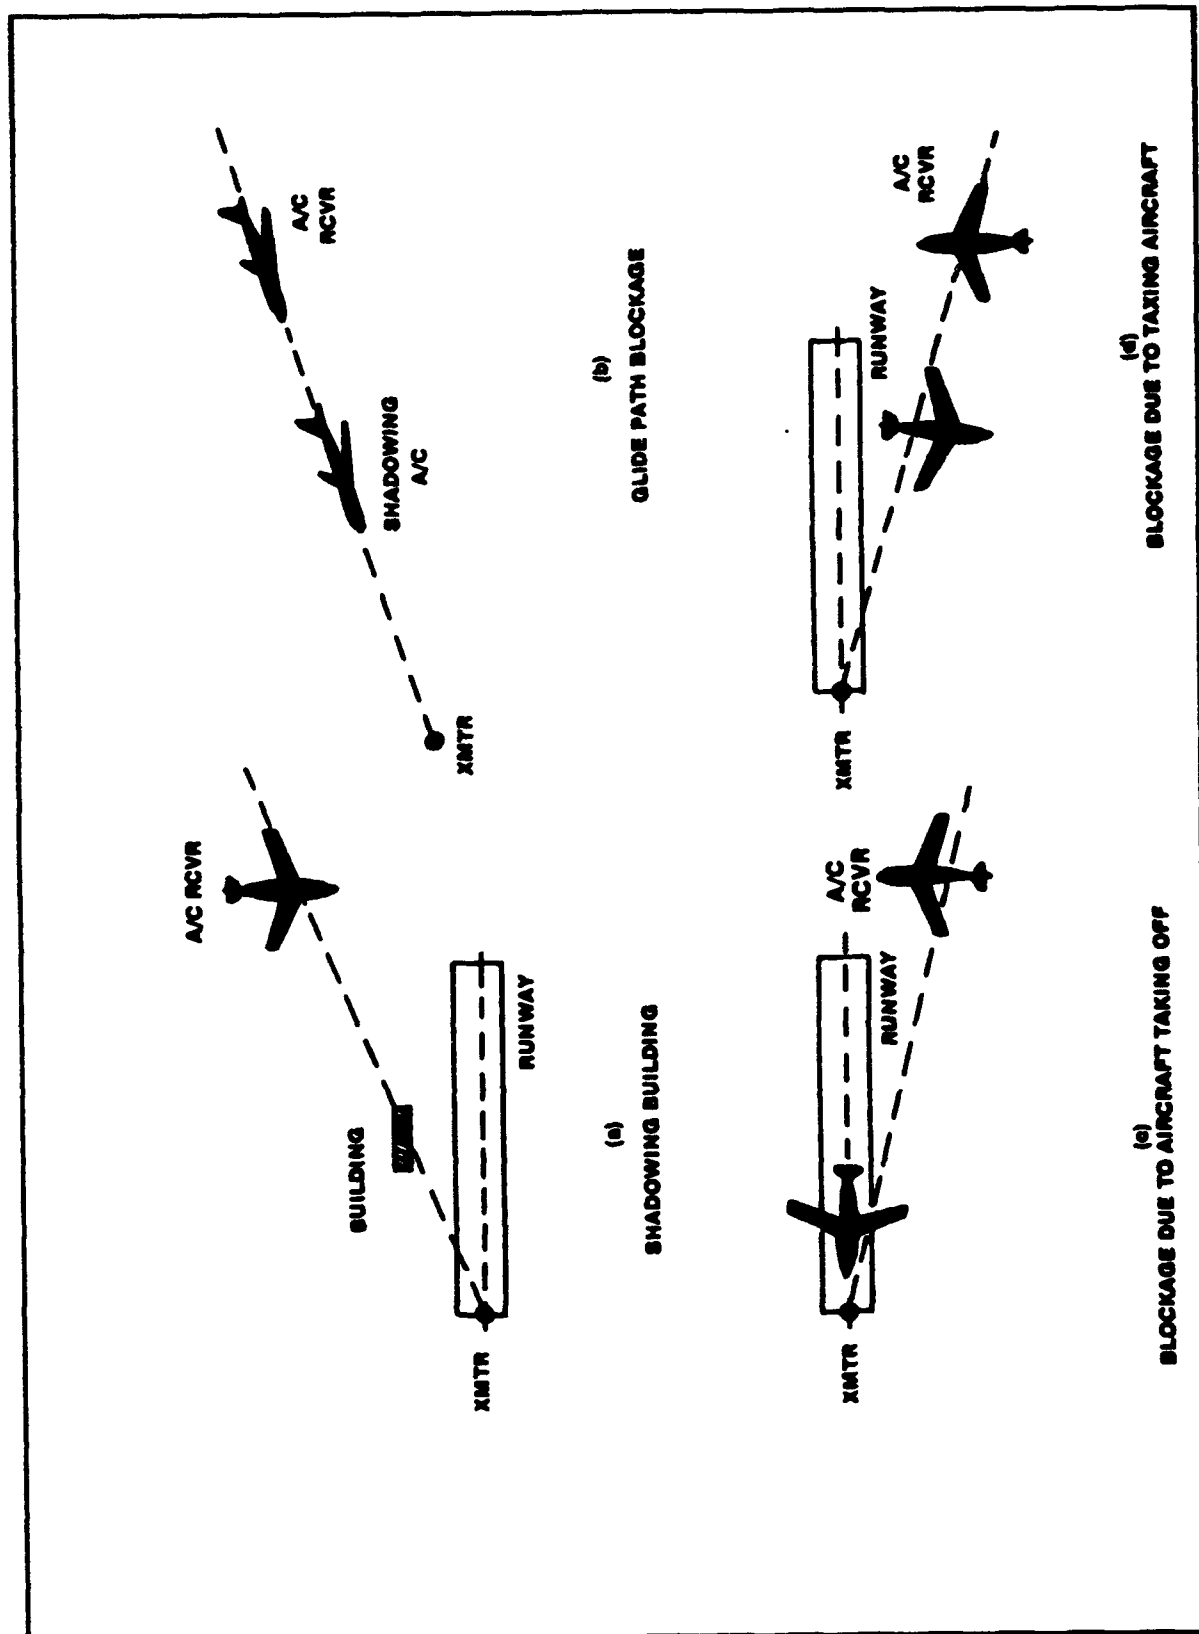 A/C RCVR
BUILDING
XMTR
RUNWAY
(a)
SHADOWING BUILDING
A/C
RCVR
SHADOWING
A/C
XMTR
(b)
GLIDE PATH BLOCKAGE
XMTR
A/C
RCVR
RUNWAY
(c)
BLOCKAGE DUE TO AIRCRAFT TAKING OFF
XMTR
RUNWAY
A/C
RCVR
(d)
BLOCKAGE DUE TO TAXING AIRCRAFT